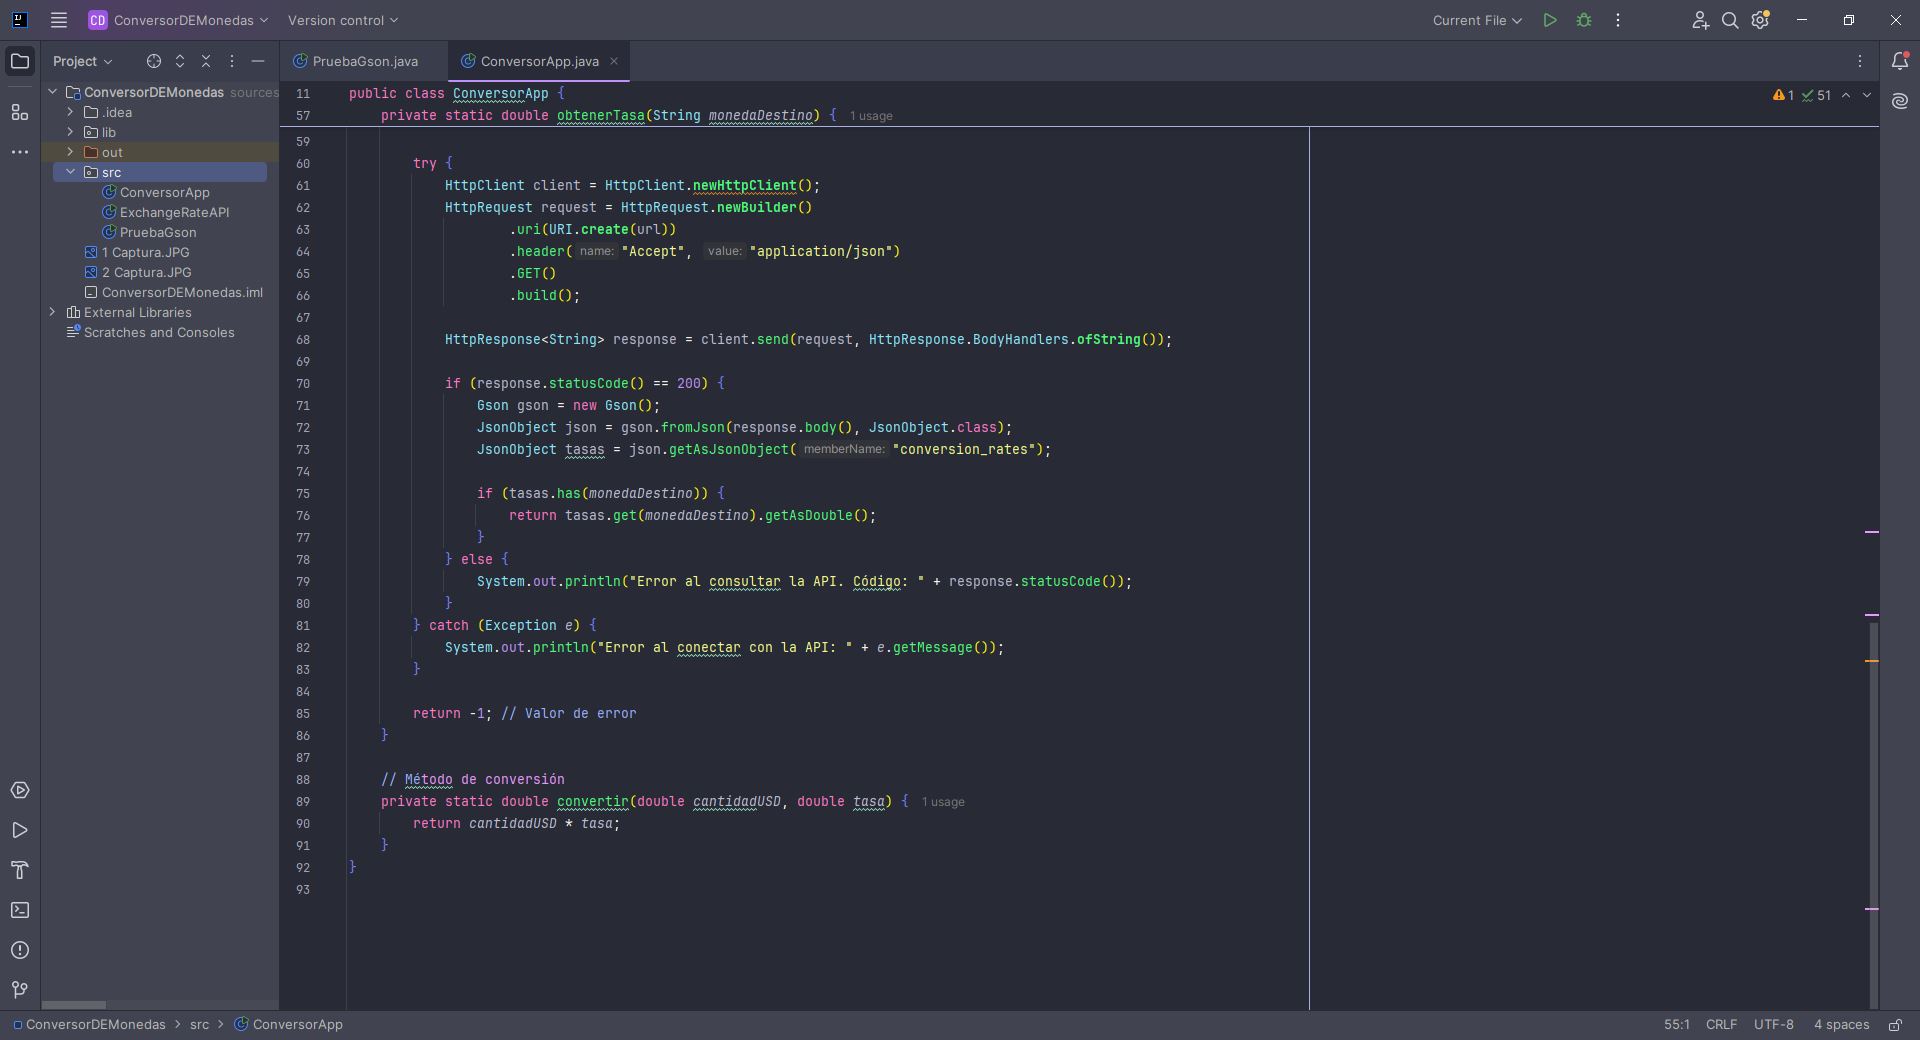 CD ConversorDEMonedas Version control Current File
Project
PruebaGson.java ConversorApp.java
ConversorDEMonedas sources
.idea
lib
out
src
ConversorApp
ExchangeRateAPI
PruebaGson
1 Captura.JPG
2 Captura.JPG
ConversorDEMonedas.iml
External Libraries
Scratches and Consoles
1 51
11 public class ConversorApp {
57 private static double obtenerTasa(String monedaDestino) { 1 usage
59
60 try {
61 HttpClient client = HttpClient.newHttpClient();
62 HttpRequest request = HttpRequest.newBuilder()
63 .uri(URI.create(url))
64 .header( name: "Accept", value: "application/json")
65 .GET()
66 .build();
67
68 HttpResponse<String> response = client.send(request, HttpResponse.BodyHandlers.ofString());
69
70 if (response.statusCode() == 200) {
71 Gson gson = new Gson();
72 JsonObject json = gson.fromJson(response.body(), JsonObject.class);
73 JsonObject tasas = json.getAsJsonObject( memberName: "conversion_rates");
74
75 if (tasas.has(monedaDestino)) {
76 return tasas.get(monedaDestino).getAsDouble();
77 }
78 } else {
79 System.out.println("Error al consultar la API. Código: " + response.statusCode());
80 }
81 } catch (Exception e) {
82 System.out.println("Error al conectar con la API: " + e.getMessage());
83 }
84
85 return -1; // Valor de error
86 }
87
88 // Método de conversión
89 private static double convertir(double cantidadUSD, double tasa) { 1 usage
90 return cantidadUSD * tasa;
91 }
92 }
93
ConversorDEMonedas > src > ConversorApp 55:1 CRLF UTF-8 4 spaces